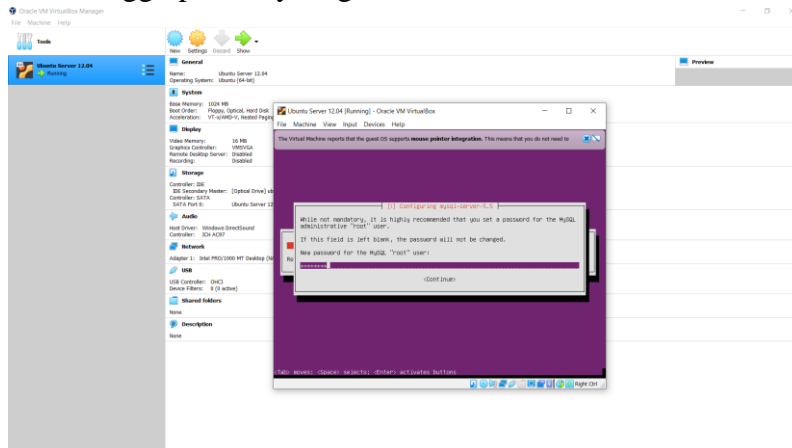 Oracle VM VirtualBox Manager
File Machine Help
Tools
New Settings Discard Show
Ubuntu Server 12.04
Running
General
Name: Ubuntu Server 12.04
Operating System: Ubuntu (64-bit)
Preview
System
Base Memory: 1024 MB
Boot Order: Floppy, Optical, Hard Disk
Acceleration: VT-x/AMD-V, Nested Paging
Display
Video Memory: 16 MB
Graphics Controller: VMSVGA
Remote Desktop Server: Disabled
Recording: Disabled
Storage
Controller: IDE
IDE Secondary Master: [Optical Drive]
Controller: SATA
SATA Port 0: Ubuntu Server 12
Audio
Host Driver: Windows DirectSound
Controller: ICH AC97
Network
Adapter 1: Intel PRO/1000 MT Desktop
USB
USB Controller: OHCI
Device Filters: 0 (0 active)
Shared folders
None
Description
None
Ubuntu Server 12.04 [Running] - Oracle VM VirtualBox
File Machine View Input Devices Help
The Virtual Machine reports that the guest OS supports mouse pointer integration. This means that you do not need to
[!] Configuring mysql-server-5.5
While not mandatory, it is highly recommended that you set a password for the MySQL
administrative "root" user.
If this field is left blank, the password will not be changed.
New password for the MySQL "root" user:
<Continue>
<Tab> moves; <Space> selects; <Enter> activates buttons
Right Ctrl